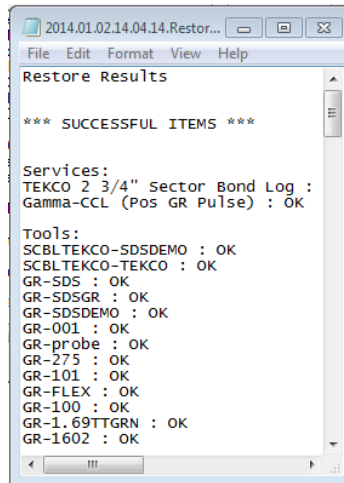 2014.01.02.14.04.14.Restor...
File Edit Format View Help
Restore Results
*** SUCCESSFUL ITEMS ***
Services:
TEKCO 2 3/4" Sector Bond Log :
Gamma-CCL (Pos GR Pulse) : OK
Tools:
SCBLTEKCO-SDSDEMO : OK
SCBLTEKCO-TEKCO : OK
GR-SDS : OK
GR-SDSGR : OK
GR-SDSDEMO : OK
GR-001 : OK
GR-probe : OK
GR-275 : OK
GR-101 : OK
GR-FLEX : OK
GR-100 : OK
GR-1.69TTGRN : OK
GR-1602 : OK